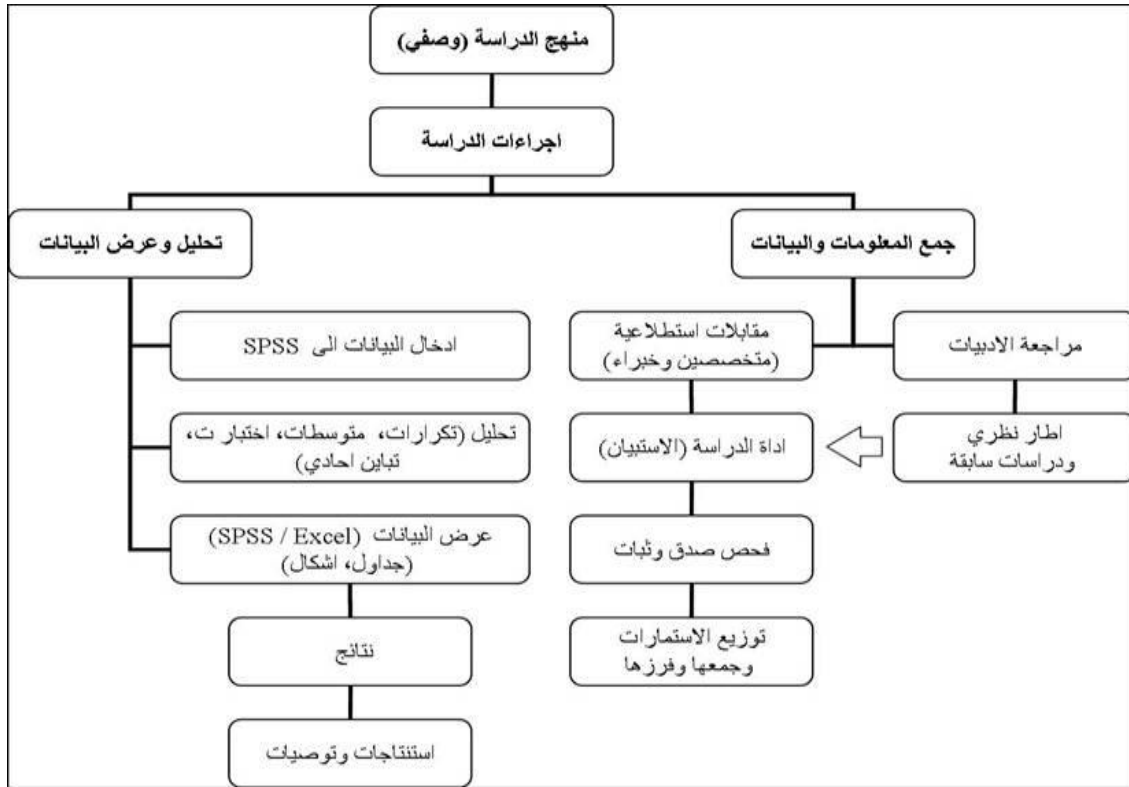 منهج الدراسة (وصفي)
اجراءات الدراسة
جمع المعلومات والبيانات
تحليل وعرض البيانات
مراجعة الادبيات
مقابلات استطلاعية
(متخصصين وخبراء)
ادخال البيانات الى SPSS
اطار نظري
ودراسات سابقة
اداة الدراسة (الاستبيان)
تحليل (تكرارات، متوسطات، اختبار ت،
تباين احادي)
فحص صدق وثبات
عرض البيانات (SPSS / Excel)
(جداول، اشكال)
توزيع الاستمارات
وجمعها وفرزها
نتائج
استنتاجات وتوصيات